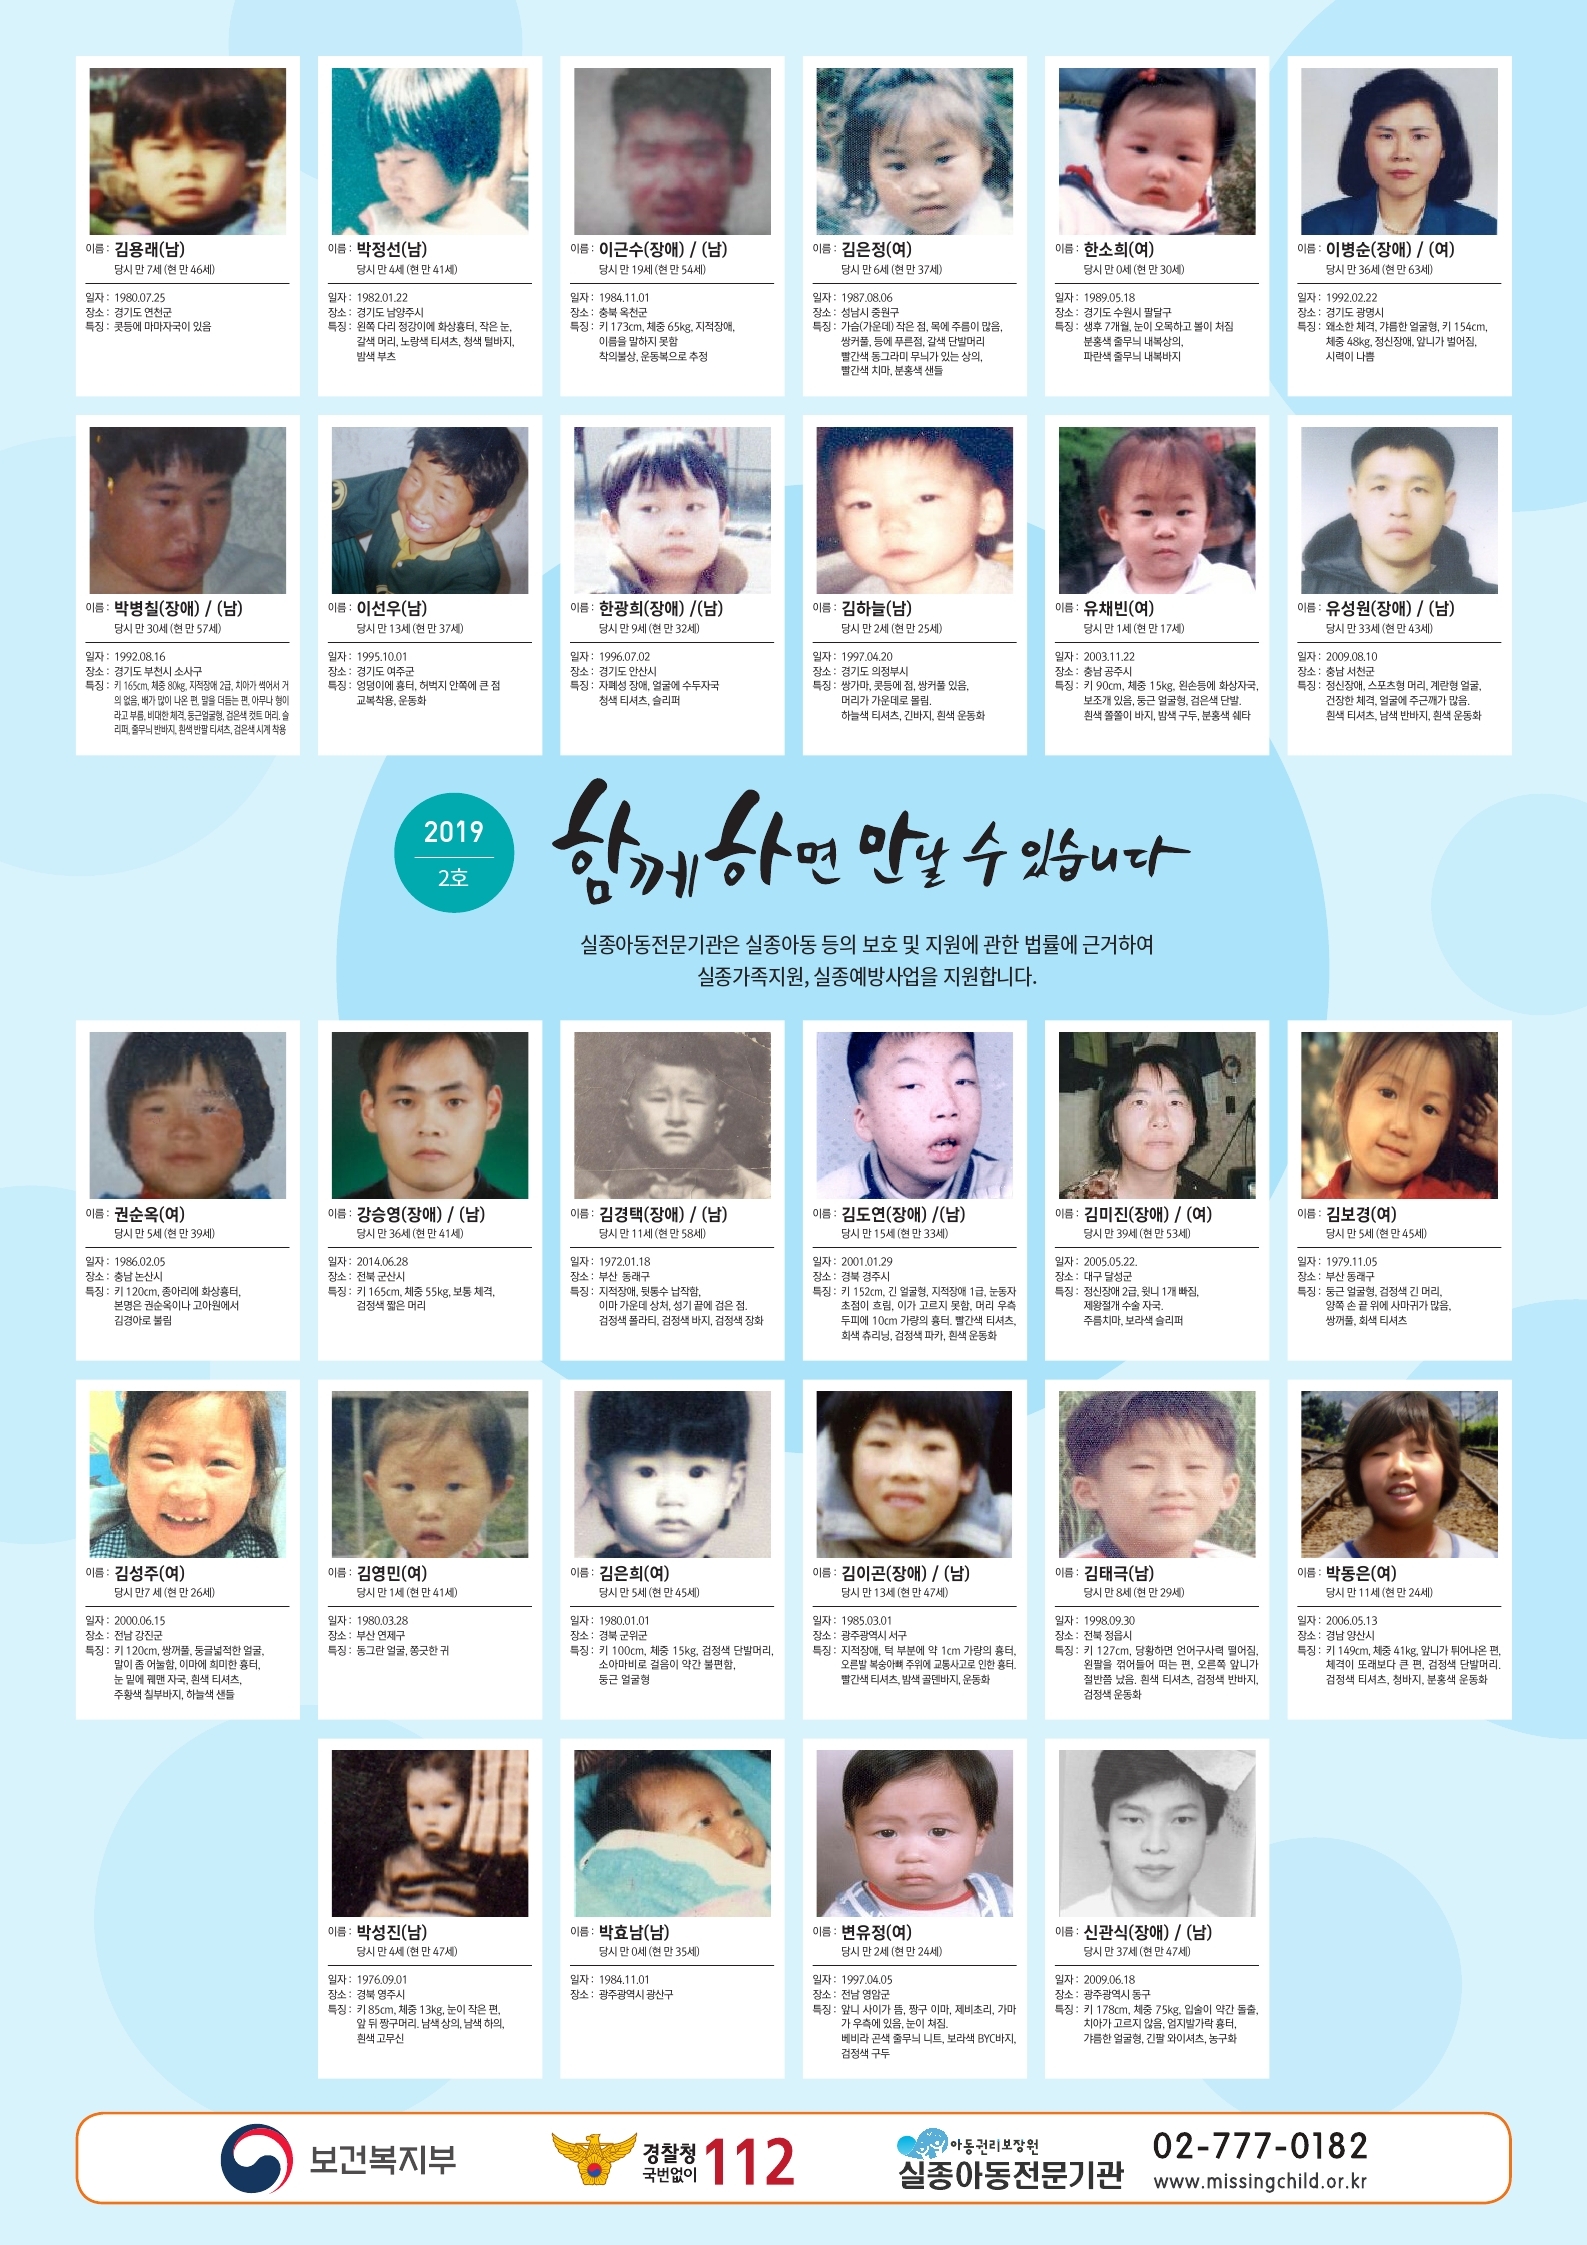 이름 : 김용래(남)
당시 만 7세 (현 만 46세)
일자 : 1980.07.25
장소 : 경기도 연천군
특징 : 콧등에 마마자국이 있음
이름 : 박정선(남)
당시 만 4세 (현 만 41세)
일자 : 1982.01.22
장소 : 경기도 남양주시
특징 : 왼쪽 다리 정강이에 화상흉터, 작은 눈,
갈색 머리, 노랑색 티셔츠, 청색 털바지,
밤색 부츠
이름 : 이근수(장애) / (남)
당시 만 19세 (현 만 54세)
일자 : 1984.11.01
장소 : 충북 옥천군
특징 : 키 173cm, 체중 65kg, 지적장애,
이름을 말하지 못함
착의불상, 운동복으로 추정
이름 : 김은정(여)
당시 만 6세 (현 만 37세)
일자 : 1987.08.06
장소 : 성남시 중원구
특징 : 가슴(가운데) 작은 점, 목에 주름이 많음,
쌍커풀, 등에 푸른점, 갈색 단발머리
빨간색 동그라미 무늬가 있는 상의,
빨간색 치마, 분홍색 샌들
이름 : 한소희(여)
당시 만 0세 (현 만 30세)
일자 : 1989.05.18
장소 : 경기도 수원시 팔달구
특징 : 생후 7개월, 눈이 오목하고 볼이 처짐
분홍색 줄무늬 내복상의,
파란색 줄무늬 내복바지
이름 : 이병순(장애) / (여)
당시 만 36세 (현 만 63세)
일자 : 1992.02.22
장소 : 경기도 광명시
특징 : 왜소한 체격, 갸름한 얼굴형, 키 154cm,
체중 48kg, 정신장애, 앞니가 벌어짐,
시력이 나쁨
이름 : 박병칠(장애) / (남)
당시 만 30세 (현 만 57세)
일자 : 1992.08.16
장소 : 경기도 부천시 소사구
특징 : 키 165cm, 체중 80kg, 지적장애 2급, 치아가 썩어서 거
의 없음, 배가 많이 나온 편, 말을 더듬는 편, 아무나 형이
라고 부름, 비대한 체격, 둥근얼굴형, 검은색 컷트 머리, 슬
리퍼, 줄무늬 반바지, 흰색 반팔 티셔츠, 검은색 시계 착용
이름 : 이선우(남)
당시 만 13세 (현 만 37세)
일자 : 1995.10.01
장소 : 경기도 여주군
특징 : 엉덩이에 흉터, 허벅지 안쪽에 큰 점
교복착용, 운동화
이름 : 한광희(장애) /(남)
당시 만 9세 (현 만 32세)
일자 : 1996.07.02
장소 : 경기도 안산시
특징 : 자폐성 장애, 얼굴에 수두자국
청색 티셔츠, 슬리퍼
이름 : 김하늘(남)
당시 만 2세 (현 만 25세)
일자 : 1997.04.20
장소 : 경기도 의정부시
특징 : 쌍가마, 콧등에 점, 쌍커풀 있음,
머리가 가운데로 몰림.
하늘색 티셔츠, 긴바지, 흰색 운동화
이름 : 유채빈(여)
당시 만 1세 (현 만 17세)
일자 : 2003.11.22
장소 : 충남 공주시
특징 : 키 90cm, 체중 15kg, 왼손등에 화상자국,
보조개 있음, 둥근 얼굴형, 검은색 단발.
흰색 쫄쫄이 바지, 밤색 구두, 분홍색 쉐타
이름 : 유성원(장애) / (남)
당시 만 33세 (현 만 43세)
일자 : 2009.08.10
장소 : 충남 서천군
특징 : 정신장애, 스포츠형 머리, 계란형 얼굴,
건장한 체격, 얼굴에 주근깨가 많음.
흰색 티셔츠, 남색 반바지, 흰색 운동화
2019
2호
함께하면 만날 수 있습니다
실종아동전문기관은 실종아동 등의 보호 및 지원에 관한 법률에 근거하여
실종가족지원, 실종예방사업을 지원합니다.
이름 : 권순옥(여)
당시 만 5세 (현 만 39세)
일자 : 1986.02.05
장소 : 충남 논산시
특징 : 키 120cm, 종아리에 화상흉터,
본명은 권순옥이나 고아원에서
김경아로 불림
이름 : 강승영(장애) / (남)
당시 만 36세 (현 만 41세)
일자 : 2014.06.28
장소 : 전북 군산시
특징 : 키 165cm, 체중 55kg, 보통 체격,
검정색 짧은 머리
이름 : 김경택(장애) / (남)
당시 만 11세 (현 만 58세)
일자 : 1972.01.18
장소 : 부산 동래구
특징 : 지적장애, 뒷통수 납작함,
이마 가운데 상처, 성기 끝에 검은 점.
검정색 폴라티, 검정색 바지, 검정색 장화
이름 : 김도연(장애) /(남)
당시 만 15세 (현 만 33세)
일자 : 2001.01.29
장소 : 경북 경주시
특징 : 키 152cm, 긴 얼굴형, 지적장애 1급, 눈동자
초점이 흐림, 이가 고르지 못함, 머리 우측
두피에 10cm 가량의 흉터. 빨간색 티셔츠,
회색 츄리닝, 검정색 파카, 흰색 운동화
이름 : 김미진(장애) / (여)
당시 만 39세 (현 만 53세)
일자 : 2005.05.22.
장소 : 대구 달성군
특징 : 정신장애 2급, 윗니 1개 빠짐,
제왕절개 수술 자국.
주름치마, 보라색 슬리퍼
이름 : 김보경(여)
당시 만 5세 (현 만 45세)
일자 : 1979.11.05
장소 : 부산 동래구
특징 : 둥근 얼굴형, 검정색 긴 머리,
양쪽 손 끝 위에 사마귀가 많음,
쌍꺼풀, 회색 티셔츠
이름 : 김성주(여)
당시 만7 세 (현 만 26세)
일자 : 2000.06.15
장소 : 전남 강진군
특징 : 키 120cm, 쌍꺼풀, 둥글넓적한 얼굴,
말이 좀 어눌함, 이마에 희미한 흉터,
눈 밑에 꿰맨 자국, 흰색 티셔츠,
주황색 칠부바지, 하늘색 샌들
이름 : 김영민(여)
당시 만 1세 (현 만 41세)
일자 : 1980.03.28
장소 : 부산 연제구
특징 : 동그란 얼굴, 쫑긋한 귀
이름 : 김은희(여)
당시 만 5세 (현 만 45세)
일자 : 1980.01.01
장소 : 경북 군위군
특징 : 키 100cm, 체중 15kg, 검정색 단발머리,
소아마비로 걸음이 약간 불편함,
둥근 얼굴형
이름 : 김이곤(장애) / (남)
당시 만 13세 (현 만 47세)
일자 : 1985.03.01
장소 : 광주광역시 서구
특징 : 지적장애, 턱 부분에 약 1cm 가량의 흉터,
오른발 복숭아뼈 주위에 교통사고로 인한 흉터.
빨간색 티셔츠, 밤색 골덴바지, 운동화
이름 : 김태극(남)
당시 만 8세 (현 만 29세)
일자 : 1998.09.30
장소 : 전북 정읍시
특징 : 키 127cm, 당황하면 언어구사력 떨어짐,
왼팔을 꺾어들어 떠는 편, 오른쪽 앞니가
절반쯤 났음. 흰색 티셔츠, 검정색 반바지,
검정색 운동화
이름 : 박동은(여)
당시 만 11세 (현 만 24세)
일자 : 2006.05.13
장소 : 경남 양산시
특징 : 키 149cm, 체중 41kg, 앞니가 튀어나온 편,
체격이 또래보다 큰 편, 검정색 단발머리.
검정색 티셔츠, 청바지, 분홍색 운동화
이름 : 박성진(남)
당시 만 4세 (현 만 47세)
일자 : 1976.09.01
장소 : 경북 영주시
특징 : 키 85cm, 체중 13kg, 눈이 작은 편,
앞 뒤 짱구머리. 남색 상의, 남색 하의,
흰색 고무신
이름 : 박효남(남)
당시 만 0세 (현 만 35세)
일자 : 1984.11.01
장소 : 광주광역시 광산구
이름 : 변유정(여)
당시 만 2세 (현 만 24세)
일자 : 1997.04.05
장소 : 전남 영암군
특징 : 앞니 사이가 뜸, 짱구 이마, 제비초리, 가마
가 우측에 있음, 눈이 쳐짐.
베비라 곤색 줄무늬 니트, 보라색 BYC바지,
검정색 구두
이름 : 신관식(장애) / (남)
당시 만 37세 (현 만 47세)
일자 : 2009.06.18
장소 : 광주광역시 동구
특징 : 키 178cm, 체중 75kg, 입술이 약간 돌출,
치아가 고르지 않음, 엄지발가락 흉터,
갸름한 얼굴형, 긴팔 와이셔츠, 농구화
보건복지부
경찰청
국번없이 112
아동권리보장원
실종아동전문기관
02-777-0182
www.missingchild.or.kr